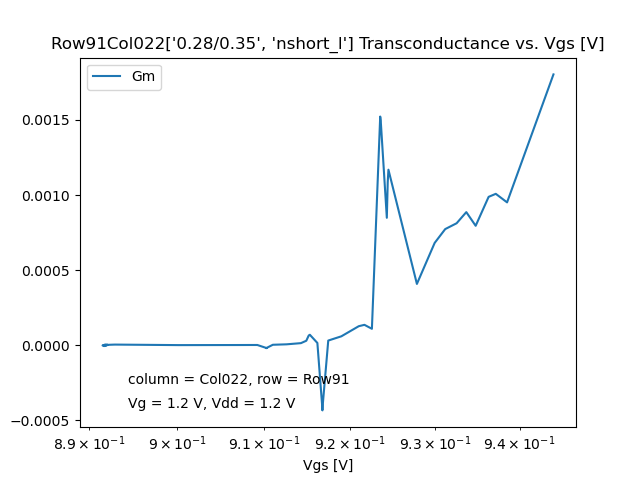 Row91Col022['0.28/0.35', 'nshort_l'] Transconductance vs. Vgs [V]
Gm
0.0015
0.0010
0.0005
0.0000
−0.0005
column = Col022, row = Row91
Vg = 1.2 V, Vdd = 1.2 V
8.9 × 10⁻¹ 9 × 10⁻¹ 9.1 × 10⁻¹ 9.2 × 10⁻¹ 9.3 × 10⁻¹ 9.4 × 10⁻¹
Vgs [V]